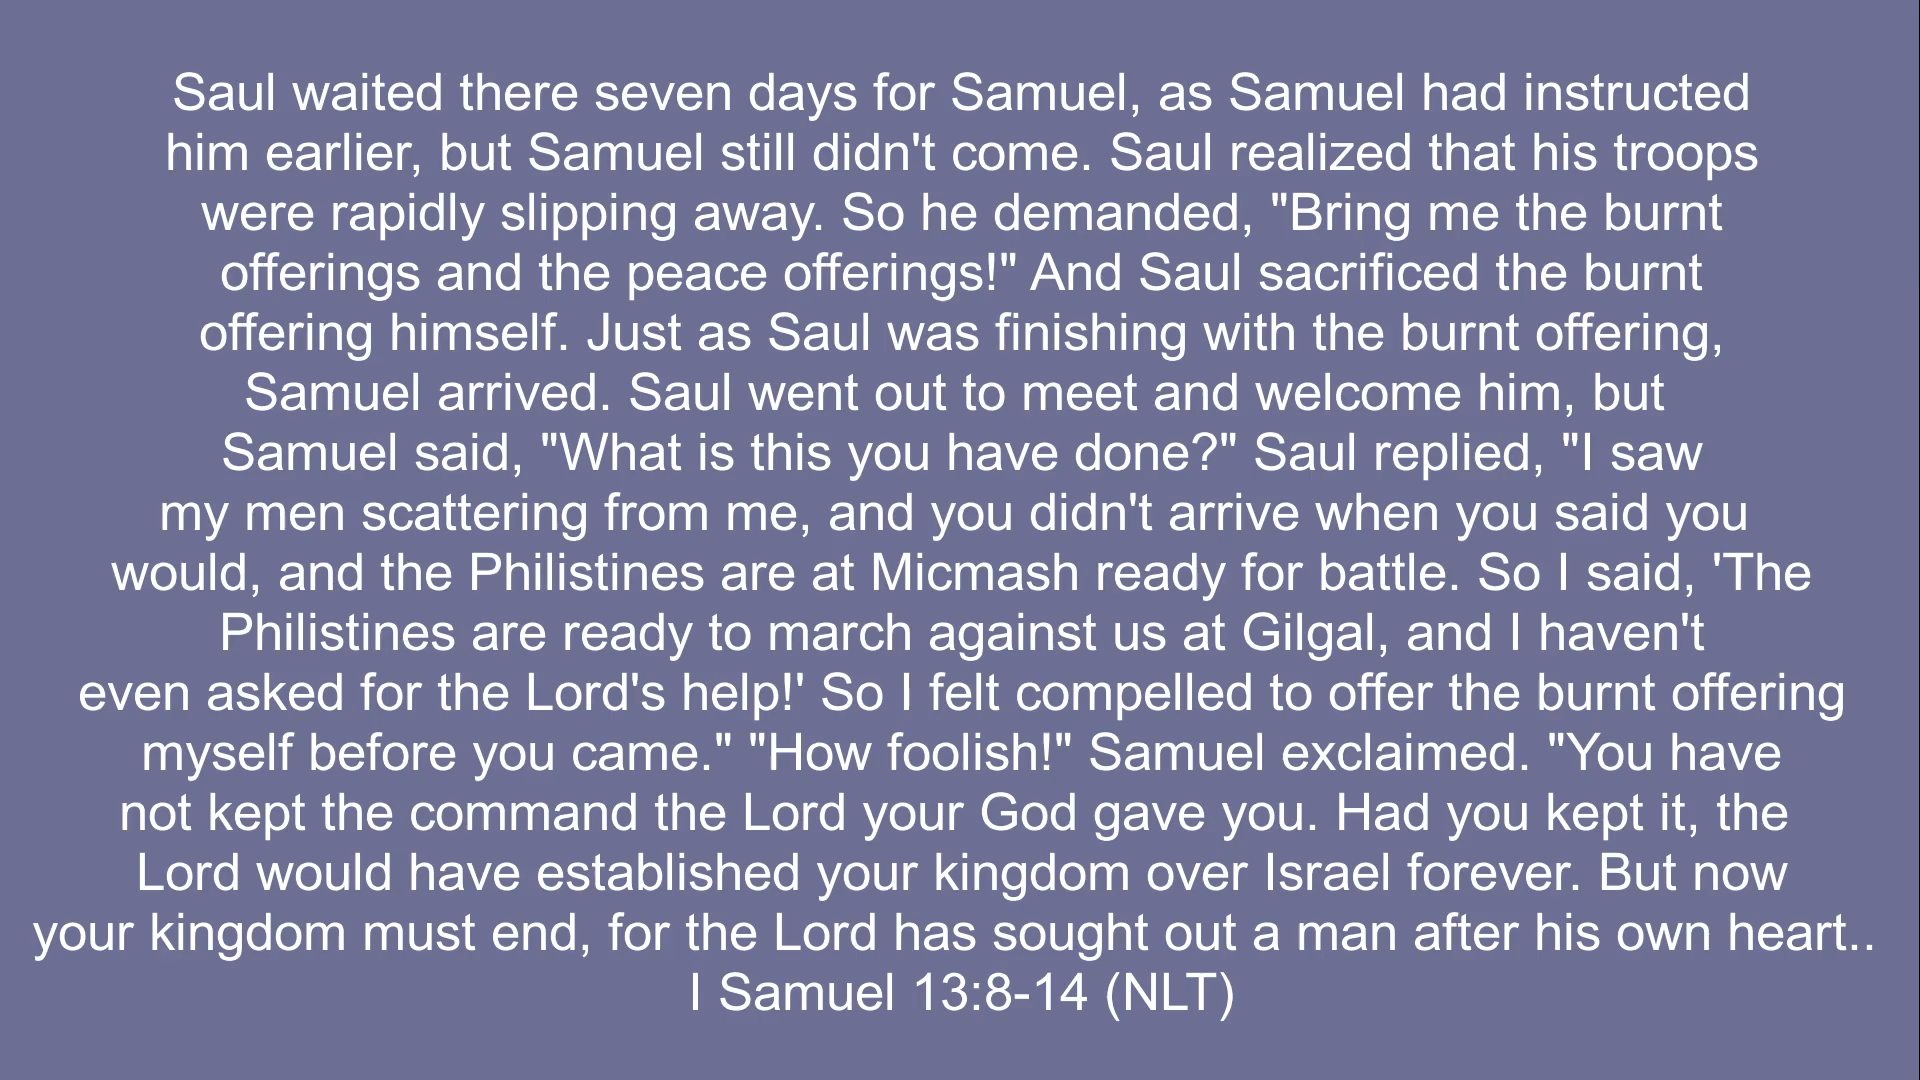 Saul waited there seven days for Samuel, as Samuel had instructed
him earlier, but Samuel still didn't come. Saul realized that his troops
were rapidly slipping away. So he demanded, "Bring me the burnt
offerings and the peace offerings!" And Saul sacrificed the burnt
offering himself. Just as Saul was finishing with the burnt offering,
Samuel arrived. Saul went out to meet and welcome him, but
Samuel said, "What is this you have done?" Saul replied, "I saw
my men scattering from me, and you didn't arrive when you said you
would, and the Philistines are at Micmash ready for battle. So I said, 'The
Philistines are ready to march against us at Gilgal, and I haven't
even asked for the Lord's help!' So I felt compelled to offer the burnt offering
myself before you came." "How foolish!" Samuel exclaimed. "You have
not kept the command the Lord your God gave you. Had you kept it, the
Lord would have established your kingdom over Israel forever. But now
your kingdom must end, for the Lord has sought out a man after his own heart..
I Samuel 13:8-14 (NLT)